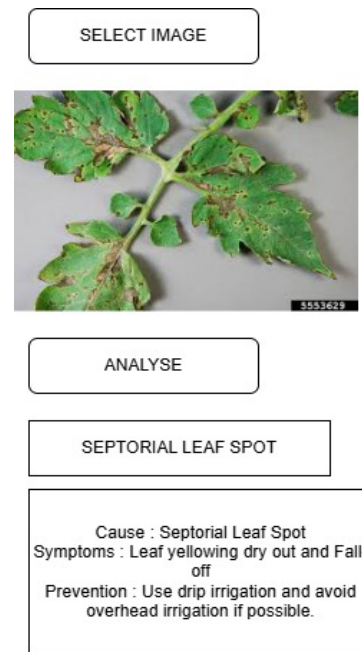 SELECT IMAGE
5553629
ANALYSE
SEPTORIAL LEAF SPOT
Cause : Septorial Leaf Spot
Symptoms : Leaf yellowing dry out and Fall
off
Prevention : Use drip irrigation and avoid
overhead irrigation if possible.